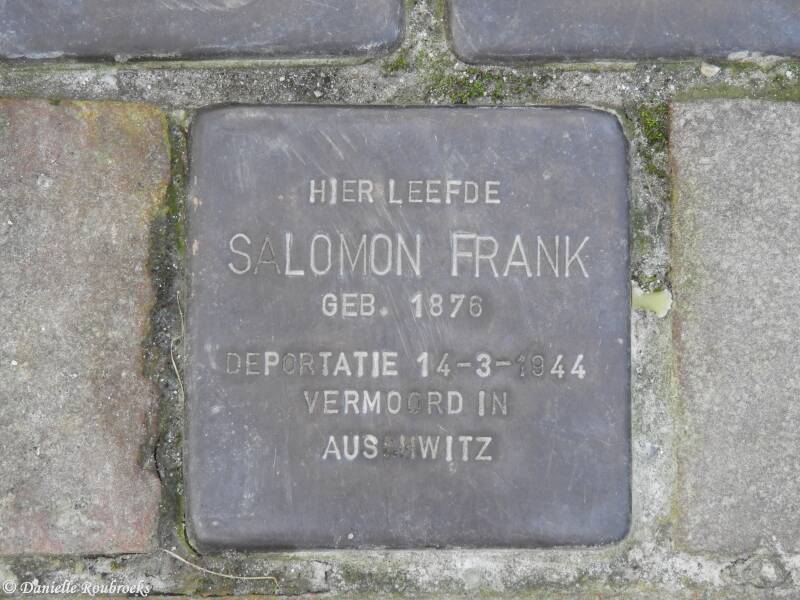 HIER LEEFDE
SALOMON FRANK
GEB. 1876
DEPORTATIE 14-3-1944
VERMOORD IN
AUSCHWITZ
© Danielle Roubroeks